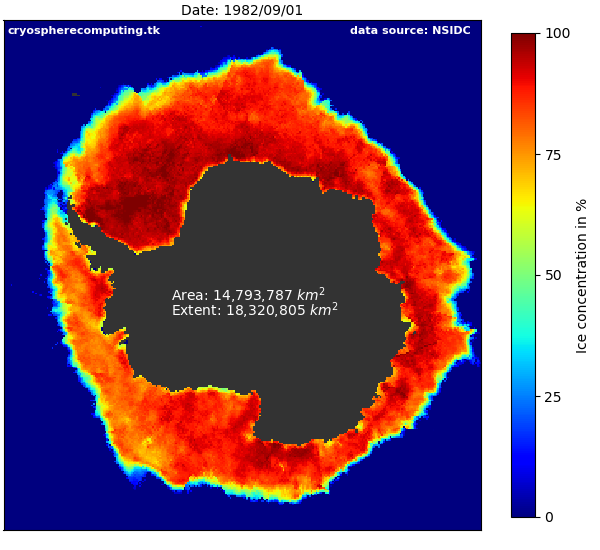 Date: 1982/09/01
cryospherecomputing.tk
data source: NSIDC
100
75
50
25
0
Ice concentration in %
Area: 14,793,787 km²
Extent: 18,320,805 km²